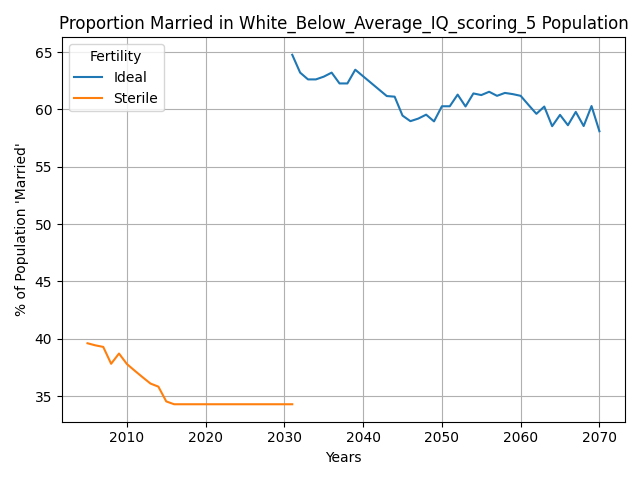 Proportion Married in White_Below_Average_IQ_scoring_5 Population
Fertility
Ideal
Sterile
65
60
55
50
45
40
35
% of Population 'Married'
2010 2020 2030 2040 2050 2060 2070
Years